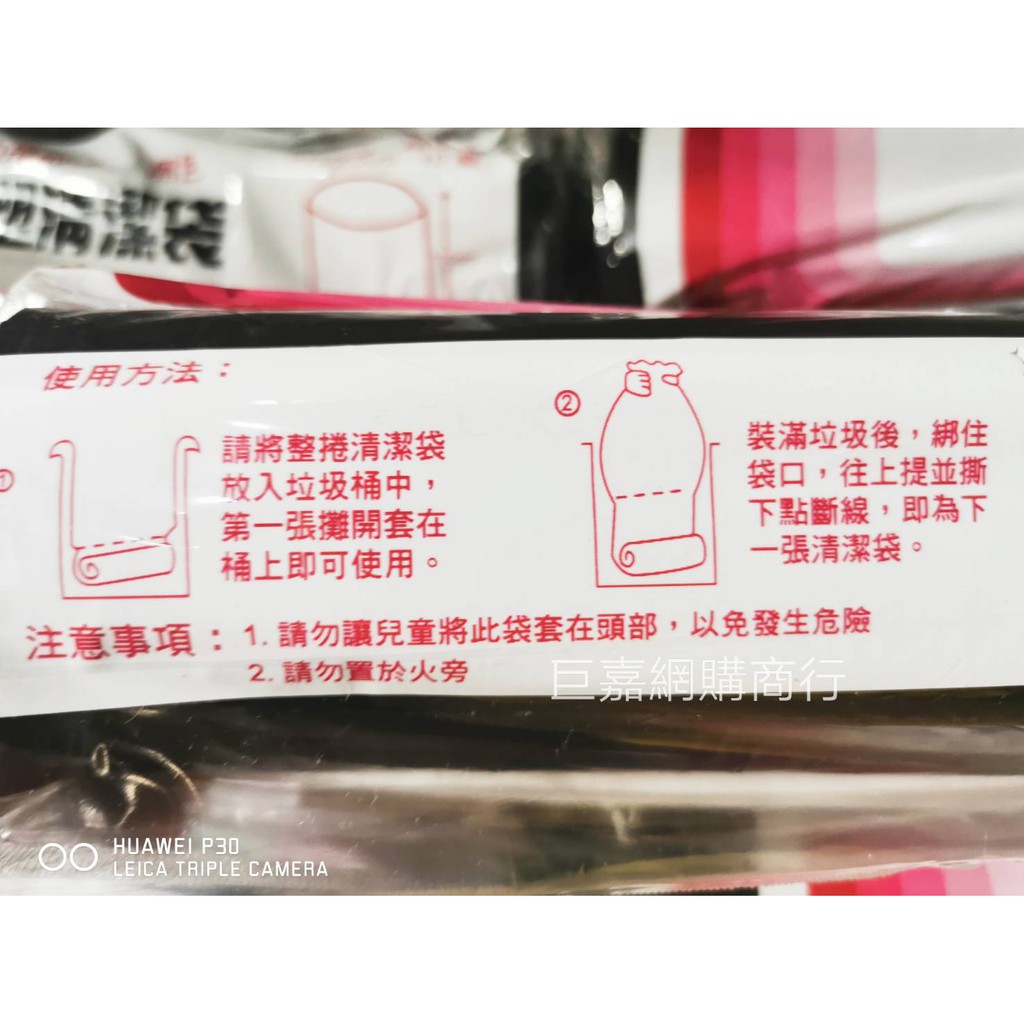 清潔袋
使用方法：
①
請將整捲清潔袋
放入垃圾桶中，
第一張攤開套在
桶上即可使用。
②
裝滿垃圾後，綁住
袋口，往上提並撕
下點斷線，即為下
一張清潔袋。
注意事項：1. 請勿讓兒童將此袋套在頭部，以免發生危險
2. 請勿置於火旁
巨嘉網購商行
HUAWEI P30
LEICA TRIPLE CAMERA